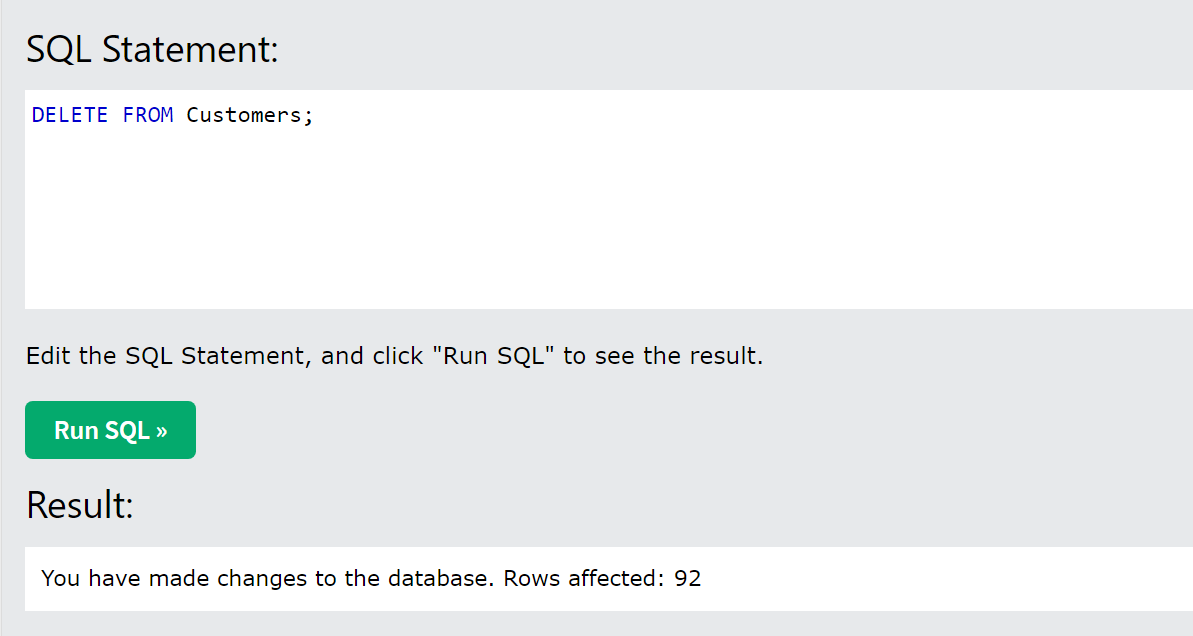 SQL Statement:
DELETE FROM Customers;
Edit the SQL Statement, and click "Run SQL" to see the result.
Run SQL »
Result:
You have made changes to the database. Rows affected: 92